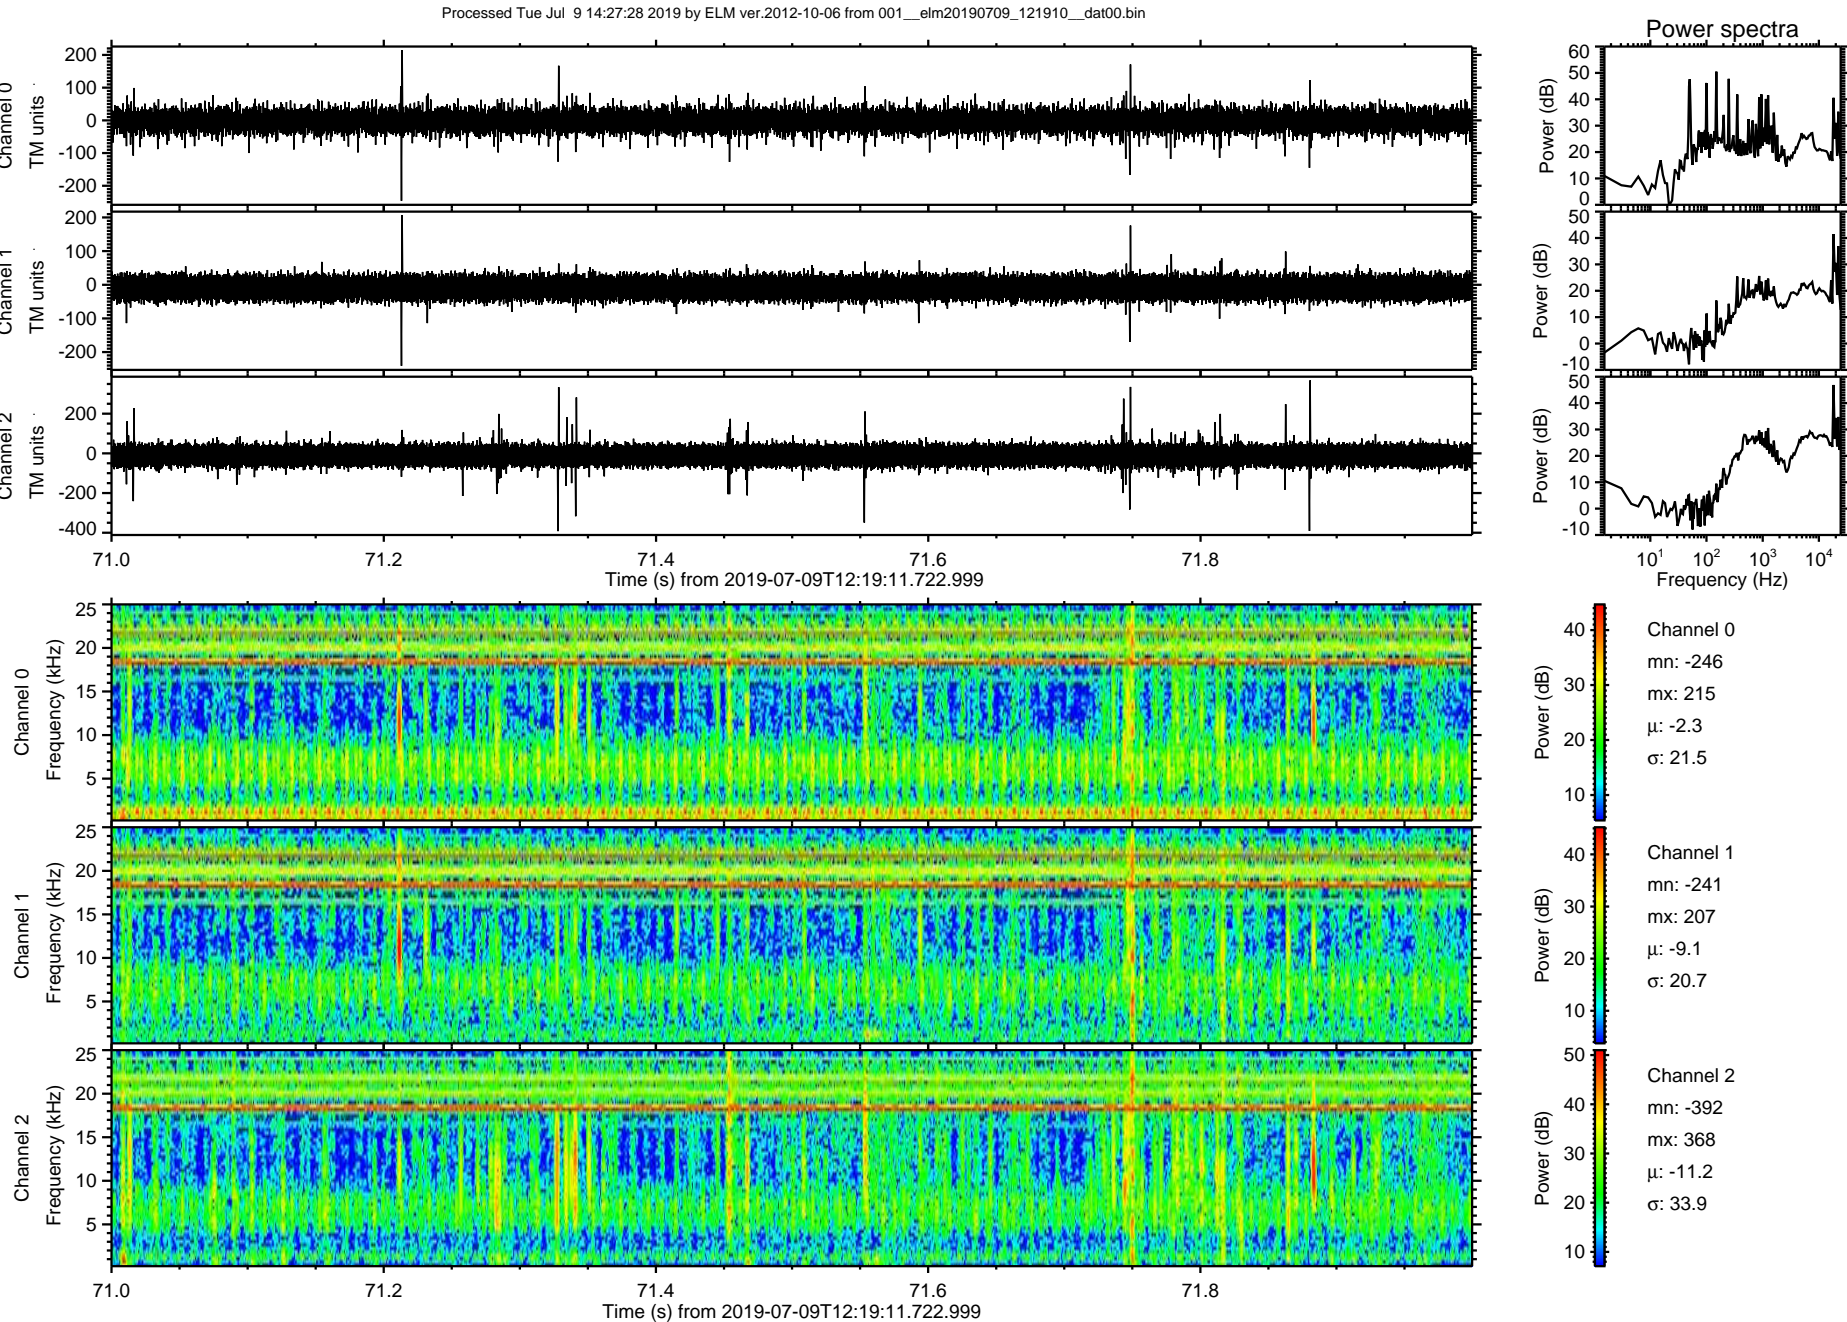 Processed Tue Jul  9 14:27:28 2019 by ELM ver.2012-10-06 from 001__elm20190709_121910__dat00.bin
Power spectra
Channel 0
TM units
200
100
0
-100
-200
Power (dB)
60
50
40
30
20
10
0
Channel 1
TM units
200
100
0
-100
-200
Power (dB)
50
40
30
20
10
0
-10
Channel 2
TM units
200
0
-200
-400
Power (dB)
50
40
30
20
10
0
-10
71.0 71.2 71.4 71.6 71.8
Time (s) from 2019-07-09T12:19:11.722.999
10^1 10^2 10^3 10^4
Frequency (Hz)
Channel 0
Frequency (kHz)
25
20
15
10
5
Power (dB)
40
30
20
10
Channel 0
mn: -246
mx: 215
μ: -2.3
σ: 21.5
Channel 1
Frequency (kHz)
25
20
15
10
5
Power (dB)
40
30
20
10
Channel 1
mn: -241
mx: 207
μ: -9.1
σ: 20.7
Channel 2
Frequency (kHz)
25
20
15
10
5
Power (dB)
50
40
30
20
10
Channel 2
mn: -392
mx: 368
μ: -11.2
σ: 33.9
71.0 71.2 71.4 71.6 71.8
Time (s) from 2019-07-09T12:19:11.722.999